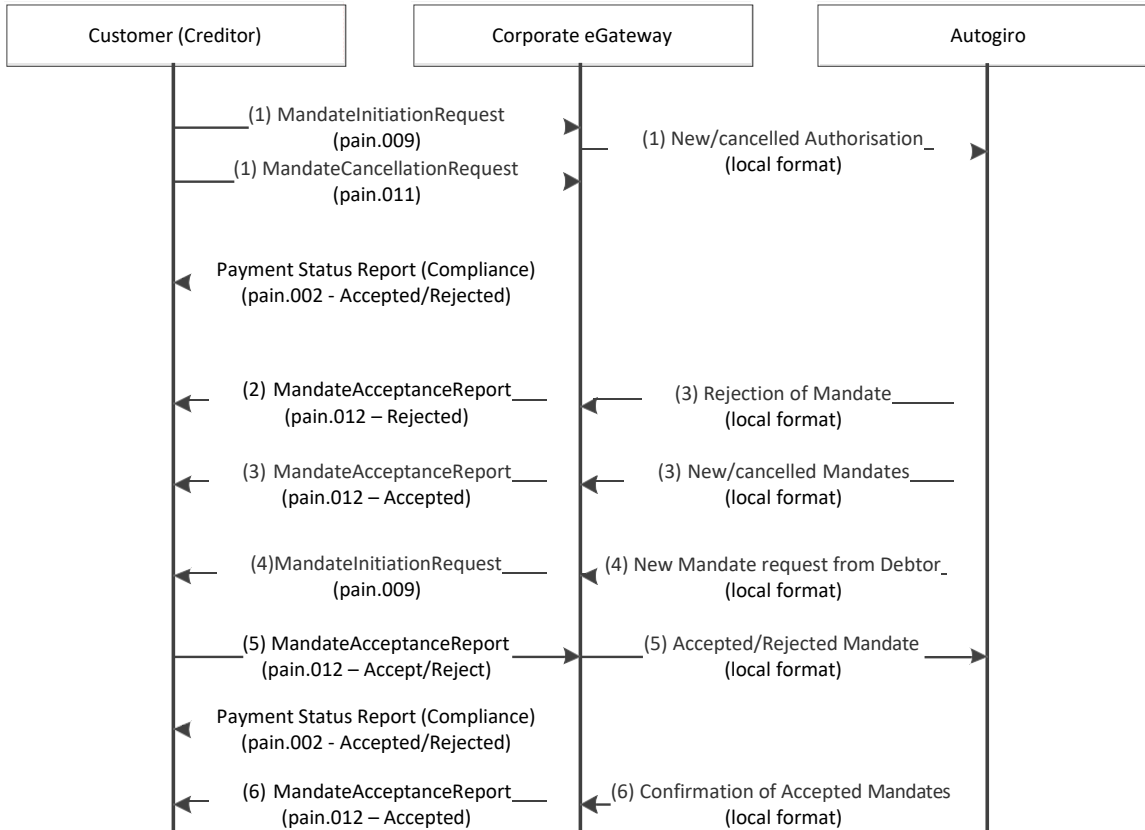 Customer (Creditor)
Corporate eGateway
Autogiro
(1) MandateInitiationRequest
(pain.009)
(1) New/cancelled Authorisation
(local format)
(1) MandateCancellationRequest
(pain.011)
Payment Status Report (Compliance)
(pain.002 - Accepted/Rejected)
(2) MandateAcceptanceReport
(pain.012 – Rejected)
(3) Rejection of Mandate
(local format)
(3) MandateAcceptanceReport
(pain.012 – Accepted)
(3) New/cancelled Mandates
(local format)
(4)MandateInitiationRequest
(pain.009)
(4) New Mandate request from Debtor
(local format)
(5) MandateAcceptanceReport
(pain.012 – Accept/Reject)
(5) Accepted/Rejected Mandate
(local format)
Payment Status Report (Compliance)
(pain.002 - Accepted/Rejected)
(6) MandateAcceptanceReport
(pain.012 – Accepted)
(6) Confirmation of Accepted Mandates
(local format)